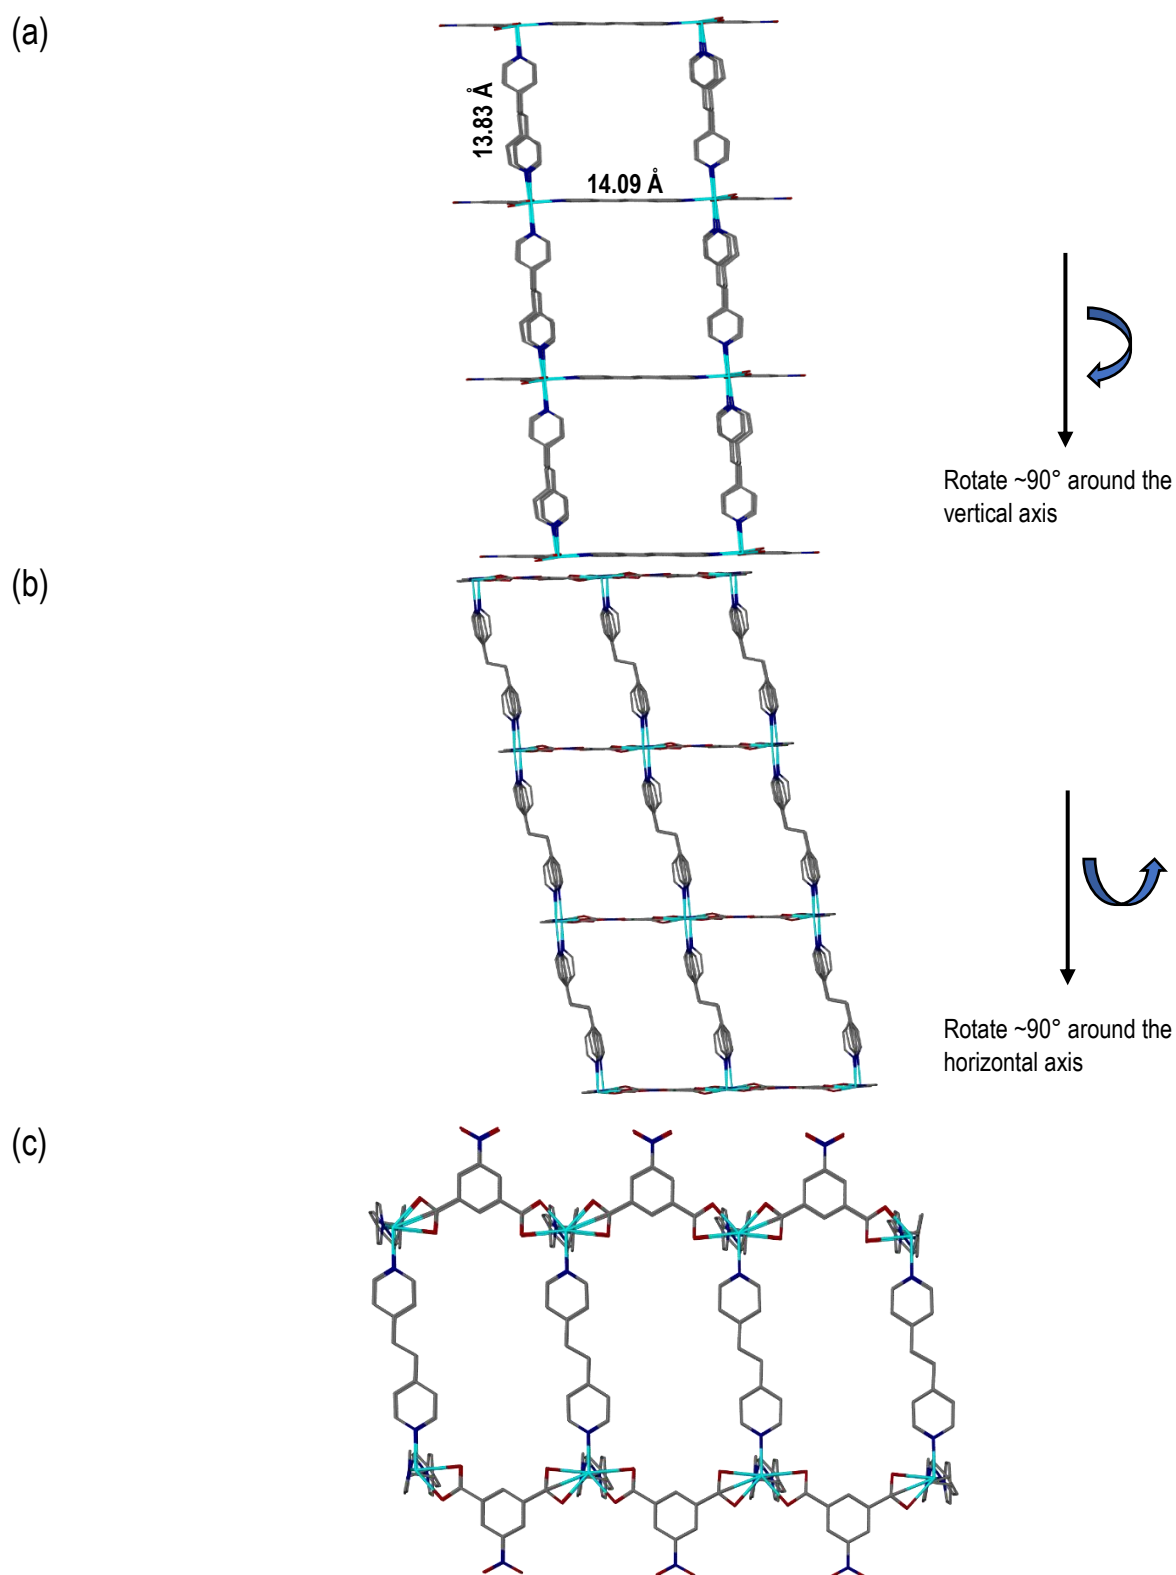 (a)
13.83 Å
14.09 Å
Rotate ~90° around the
vertical axis
(b)
Rotate ~90° around the
horizontal axis
(c)